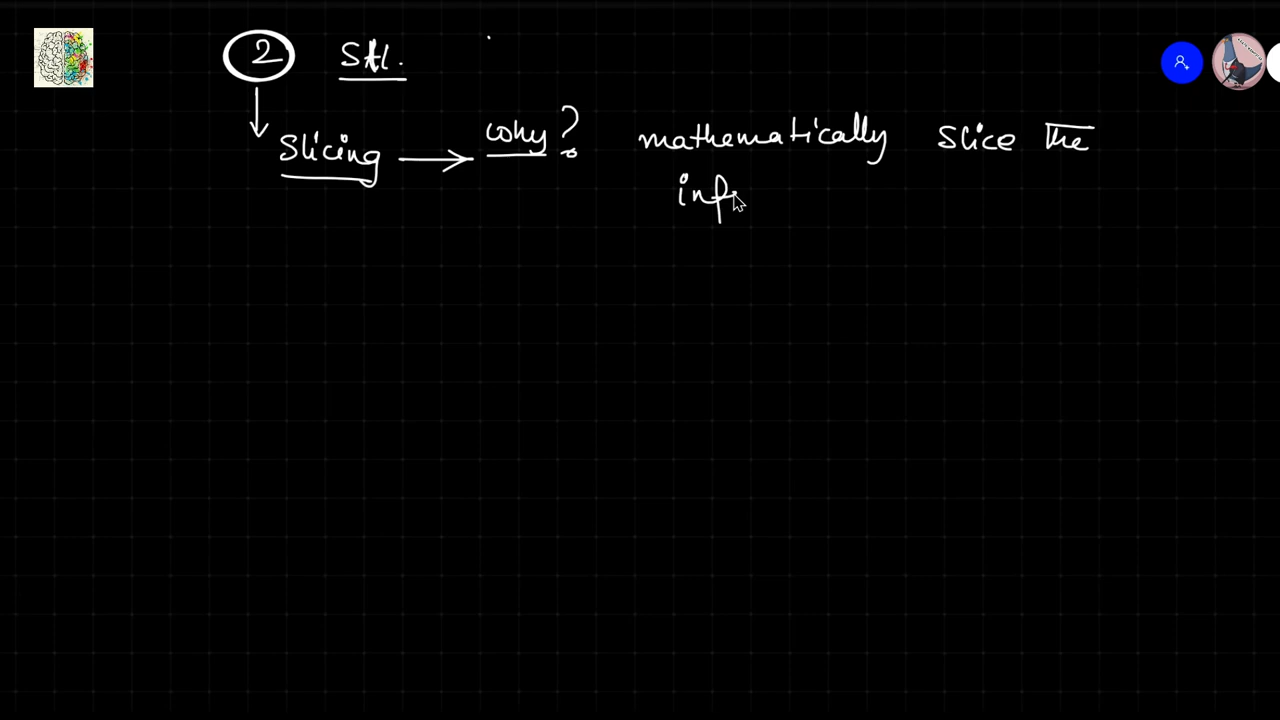 2 Stl.
Slicing → why? mathematically Slice the
inf